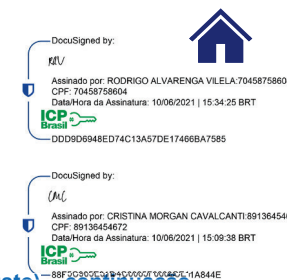 DocuSigned by:
RAV
Assinado por: RODRIGO ALVARENGA VILELA:7045875860
CPF: 70458758604
Data/Hora da Assinatura: 10/06/2021 | 15:34:25 BRT
ICP
Brasil
DDD9D6948ED74C13A57DE17466BA7585
DocuSigned by:
CMC
Assinado por: CRISTINA MORGAN CAVALCANTI:891364546
CPF: 89136454672
Data/Hora da Assinatura: 10/06/2021 | 15:09:38 BRT
ICP
Brasil